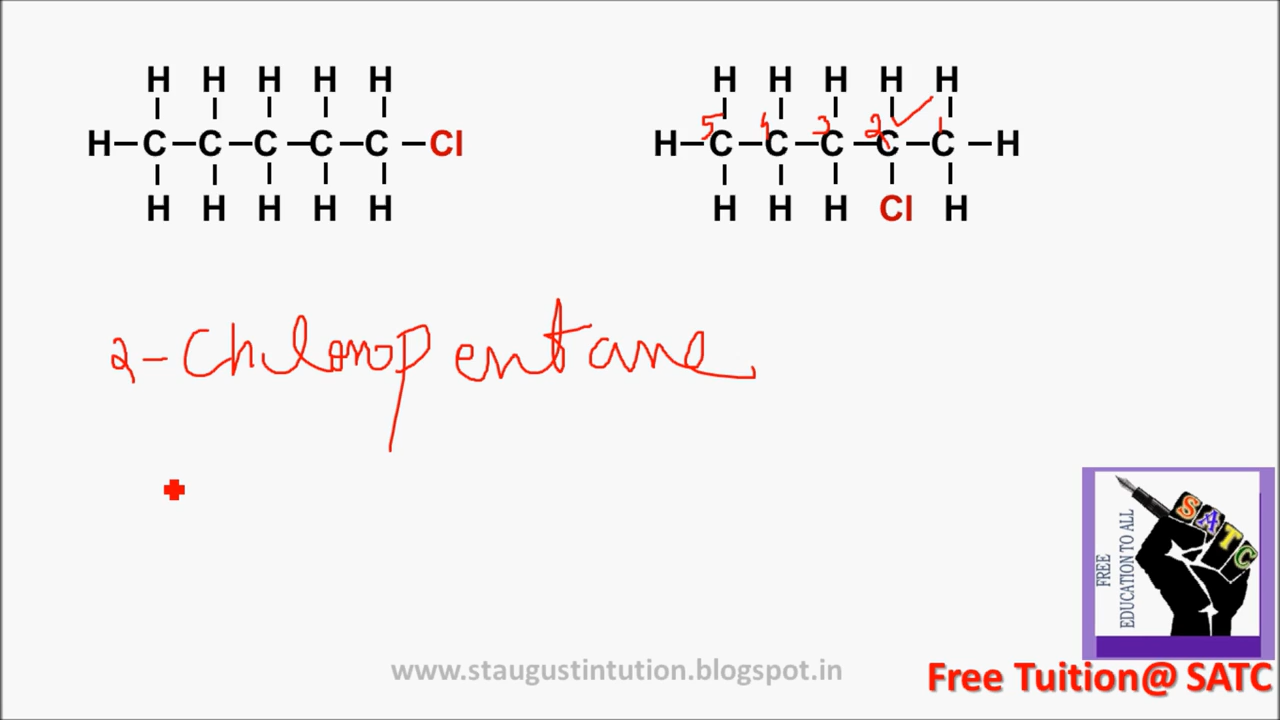 H H H H H
H–C–C–C–C–C–Cl
H H H H H
H H H H H
5 4 3 2 1
H–C–C–C–C–C–H
H H H Cl H
2-Chloropentane
FREE
EDUCATION TO ALL
SATC
www.staugustintution.blogspot.in
Free Tuition@ SATC